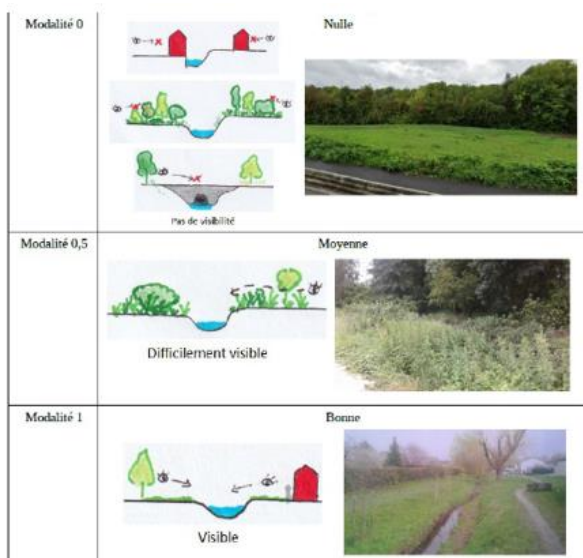 Modalité 0
Nulle
Pas de visibilité
Modalité 0,5
Moyenne
Difficilement visible
Modalité 1
Bonne
Visible